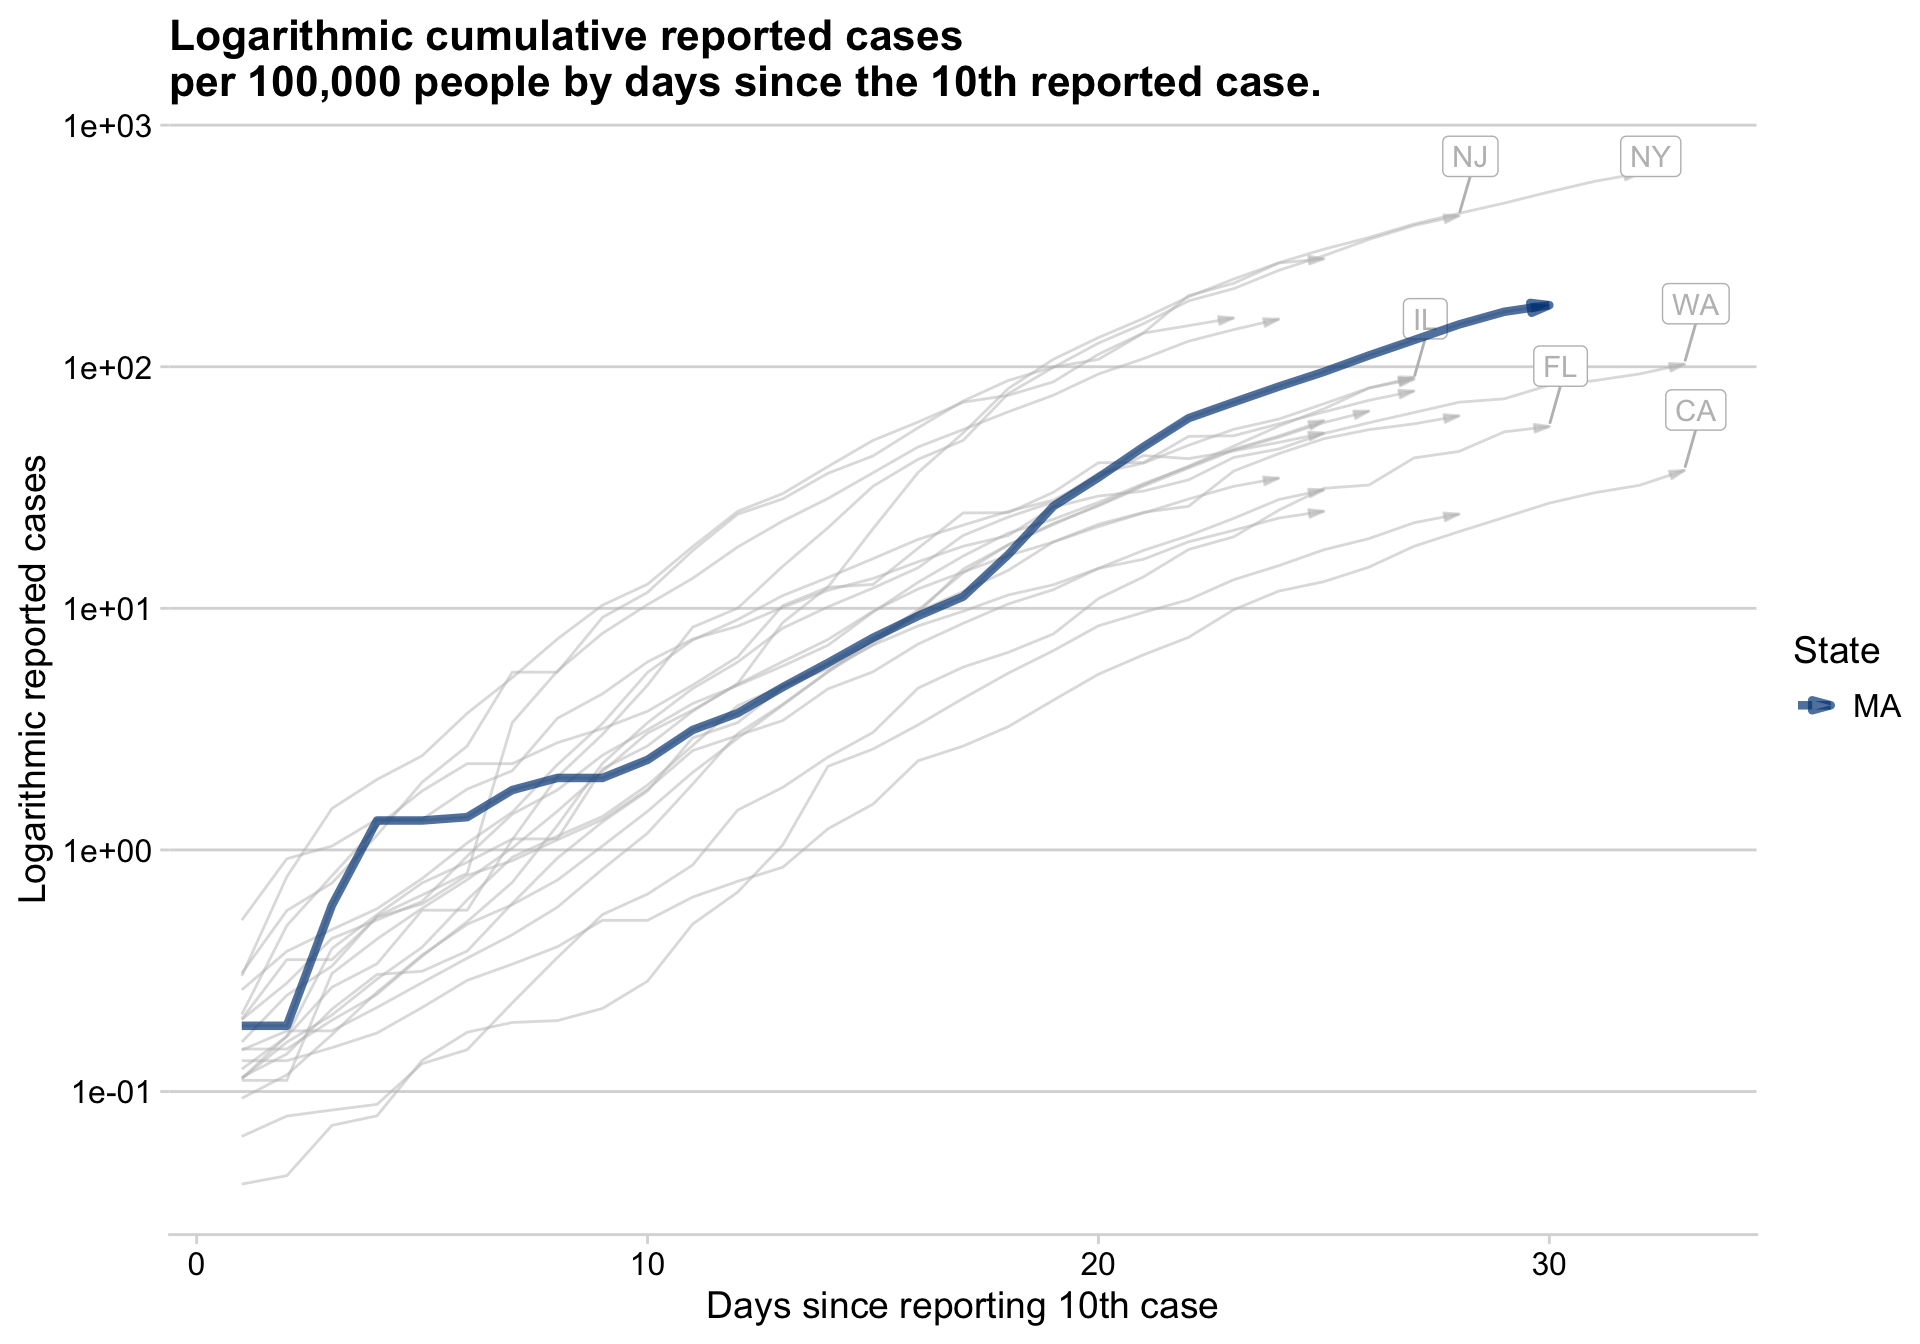 Logarithmic cumulative reported cases
per 100,000 people by days since the 10th reported case.
1e+03
NJ
NY
WA
IL
1e+02
FL
CA
1e+01
1e+00
1e-01
Logarithmic reported cases
State
MA
0
10
20
30
Days since reporting 10th case